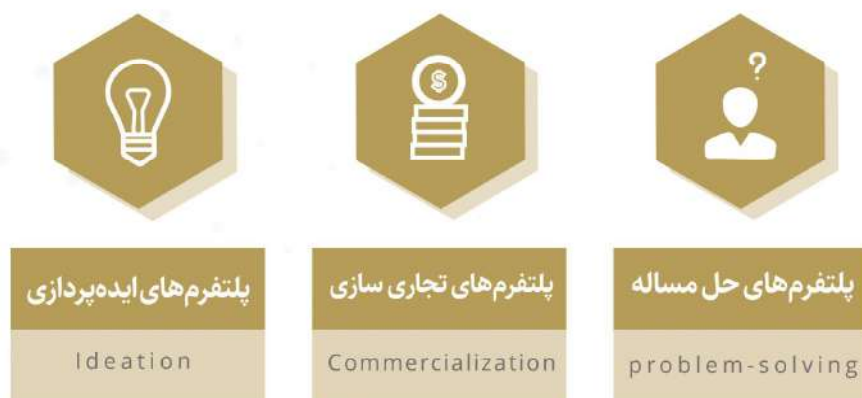 پلتفرم‌های ایده‌پردازی
Ideation
$
پلتفرم‌های تجاری سازی
Commercialization
?
پلتفرم‌های حل مساله
problem-solving